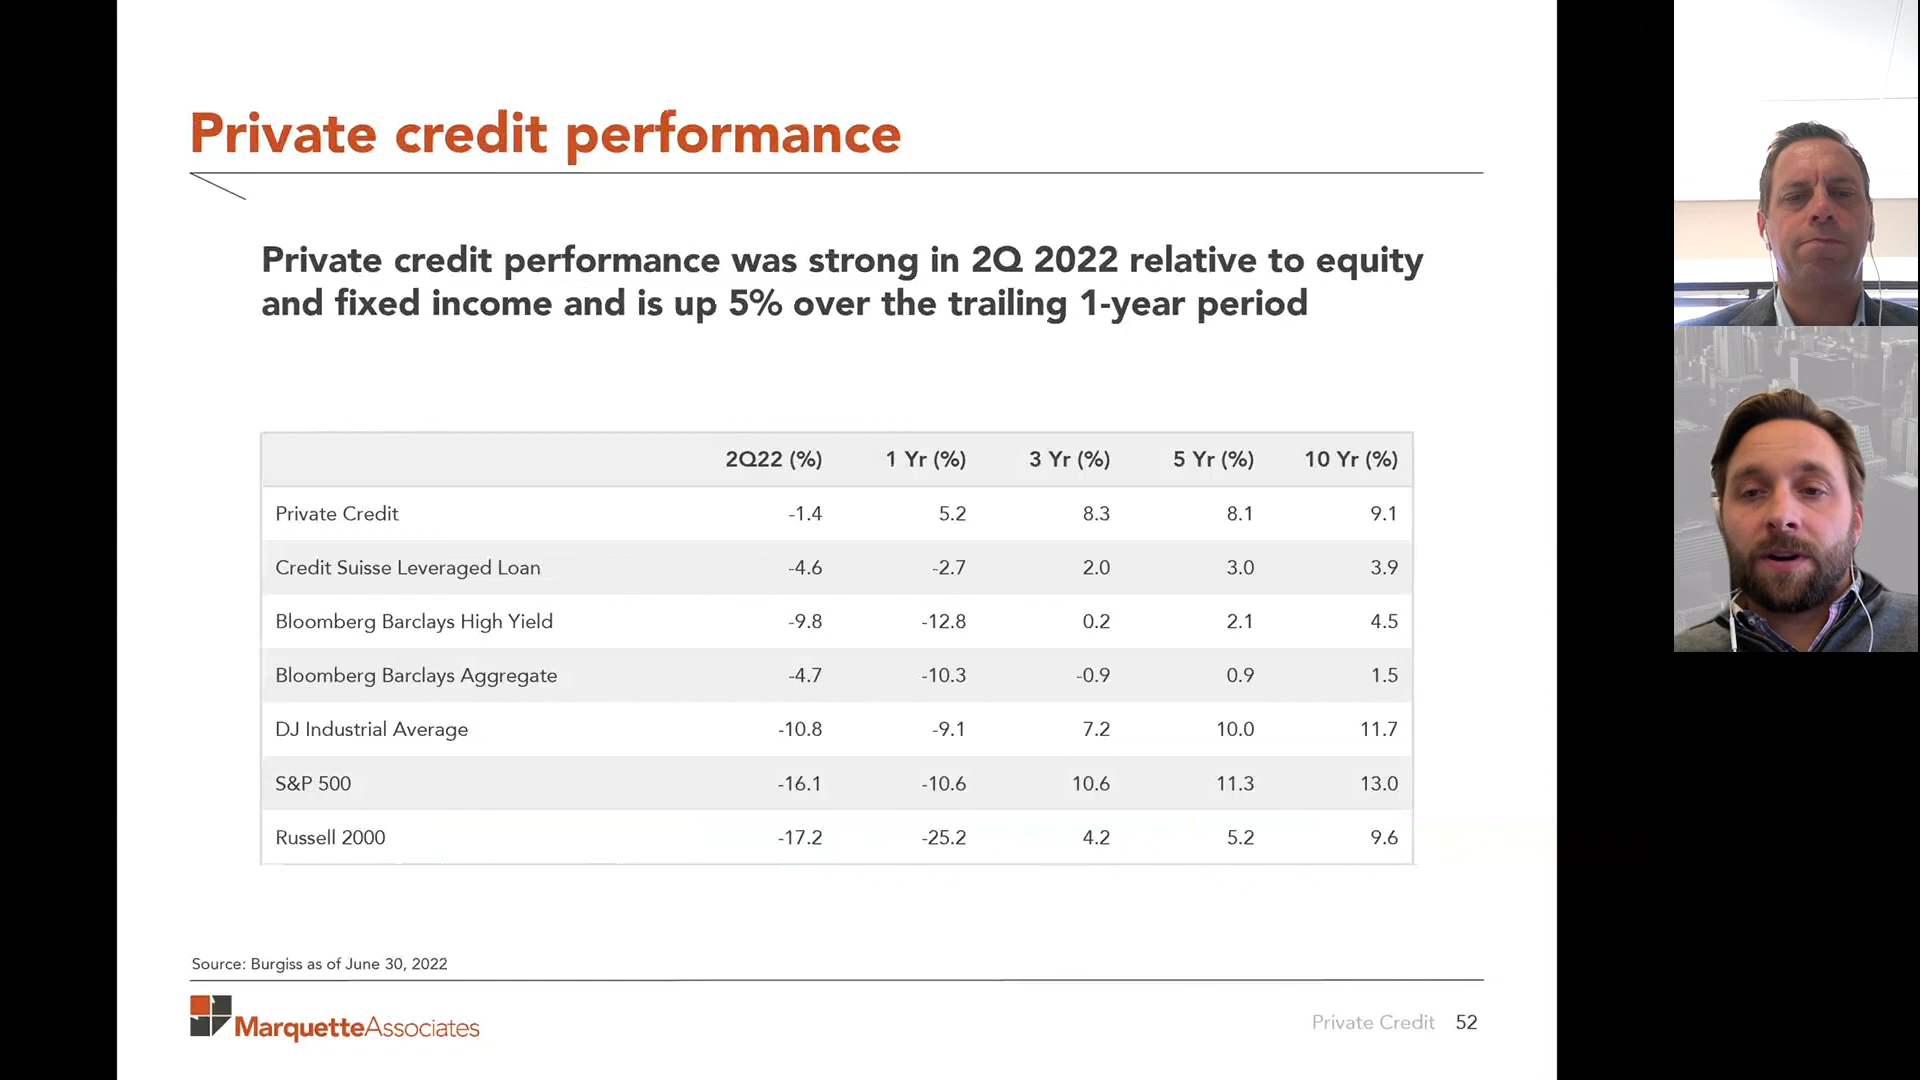 Private credit performance
Private credit performance was strong in 2Q 2022 relative to equity
and fixed income and is up 5% over the trailing 1-year period
2Q22 (%) 1 Yr (%) 3 Yr (%) 5 Yr (%) 10 Yr (%)
Private Credit -1.4 5.2 8.3 8.1 9.1
Credit Suisse Leveraged Loan -4.6 -2.7 2.0 3.0 3.9
Bloomberg Barclays High Yield -9.8 -12.8 0.2 2.1 4.5
Bloomberg Barclays Aggregate -4.7 -10.3 -0.9 0.9 1.5
DJ Industrial Average -10.8 -9.1 7.2 10.0 11.7
S&P 500 -16.1 -10.6 10.6 11.3 13.0
Russell 2000 -17.2 -25.2 4.2 5.2 9.6
Source: Burgiss as of June 30, 2022
MarquetteAssociates
Private Credit 52